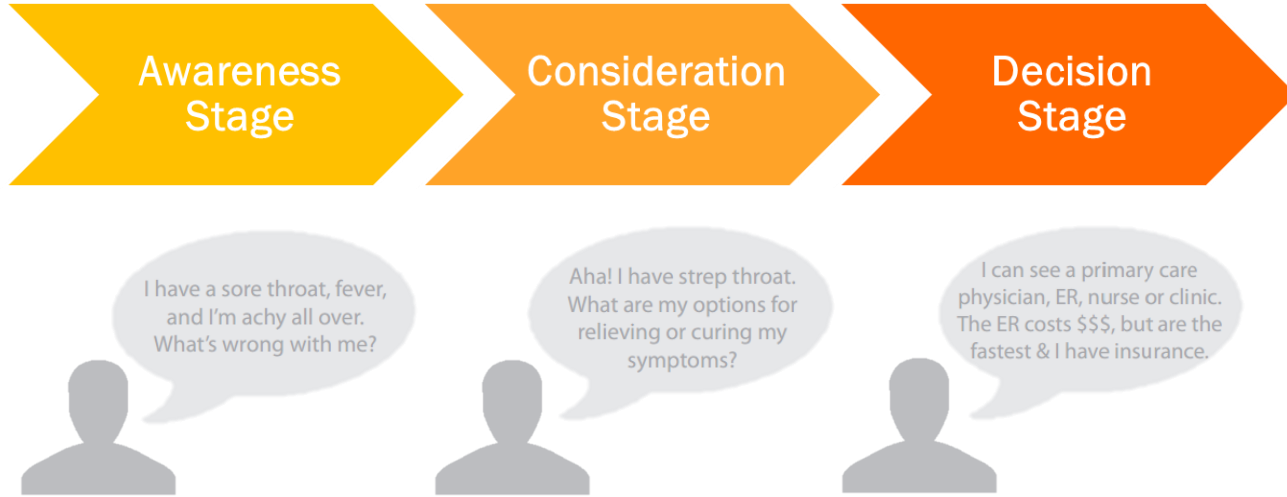 Awareness
Stage
Consideration
Stage
Decision
Stage
I have a sore throat, fever,
and I'm achy all over.
What's wrong with me?
Aha! I have strep throat.
What are my options for
relieving or curing my
symptoms?
I can see a primary care
physician, ER, nurse or clinic.
The ER costs $$$, but are the
fastest & I have insurance.